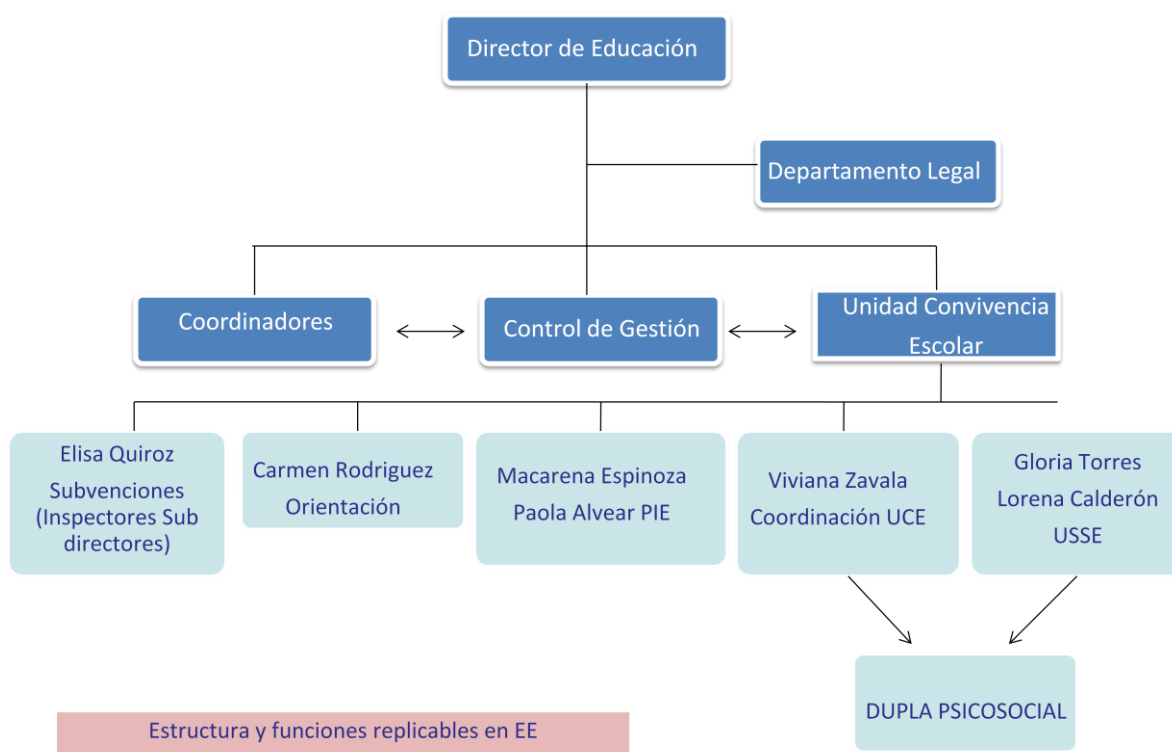 Director de Educación
Departamento Legal
Coordinadores
Control de Gestión
Unidad Convivencia
Escolar
Elisa Quiroz
Subvenciones
(Inspectores Sub
directores)
Carmen Rodriguez
Orientación
Macarena Espinoza
Paola Alvear PIE
Viviana Zavala
Coordinación UCE
Gloria Torres
Lorena Calderón
USSE
DUPLA PSICOSOCIAL
Estructura y funciones replicables en EE